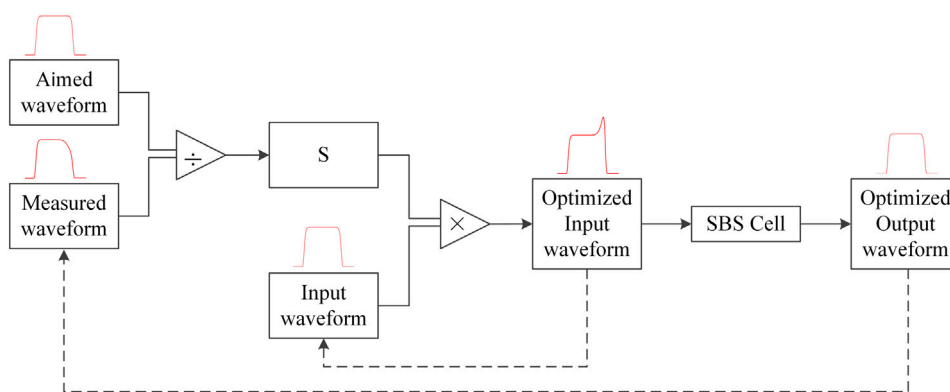 Aimed
waveform
Measured
waveform
÷
S
Input
waveform
×
Optimized
Input
waveform
SBS Cell
Optimized
Output
waveform